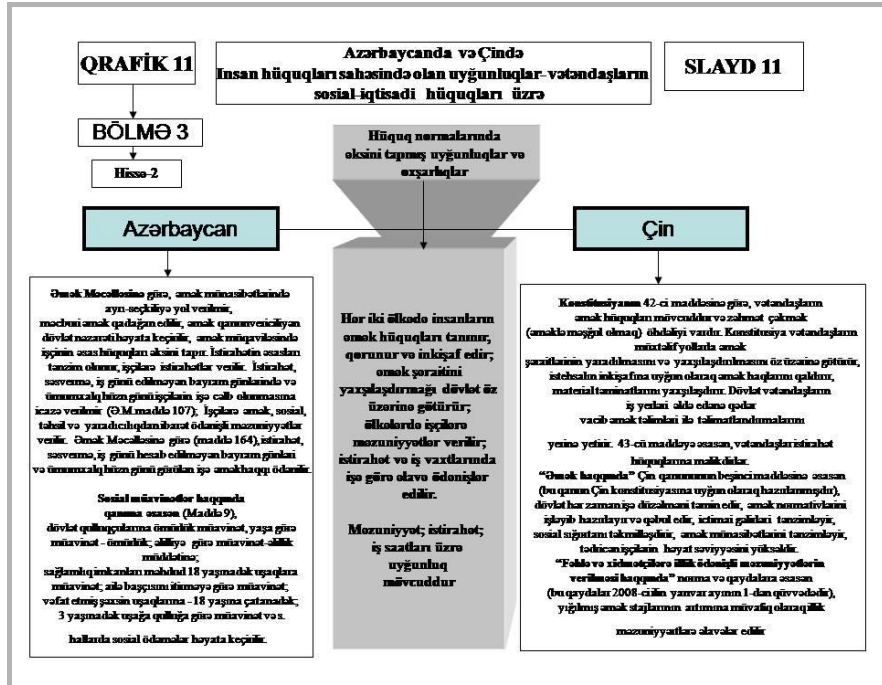 QRAFİK 11
Azərbaycanda və Çində
Insan hüquqları sahəsində olan uyğunluqlar-vətəndaşların
sosial-iqtisadi hüquqları üzrə
SLAYD 11
BÖLMƏ 3
Hissə-2
Hüquq normalarında
əksini tapmış uyğunluqlar və
oxşarlıqlar
Azərbaycan
Çin
Əmək Məcəlləsinə görə, əmək münasibətlərində
ayrı-seçkiliyə yol verilmir,
məcburi əmək qadağan edilir, əmək qanunvericiliyən
dövlət nəzarəti həyata keçirilir, əmək müqaviləsində
işçinin əsas hüquqları əksini tapır. İstirahətin əsasları
tənzim olunur, işçilərə istirahətlər verilir. İstirahət,
səsvermə, iş günü edilməyən bayram günlərində və
ümumxalq hüzn günü işçilərin işə cəlb olunmasına
icazə verilmir (Ə.M.maddə 107); İşçilərə əmək, sosial,
təhsil və yaradıcılıqdan ibarət ödənişli məzuniyyətlər
verilir. Əmək Məcəlləsinə görə (maddə 164), istirahət,
səsvermə, iş günü hesab edilməyən bayram günləri
və ümumxalq hüzn günü görülən işə əmək haqqı ödənilir.
Sosial müavinətlər haqqında
qanuna əsasən (Maddə 9),
dövlət qulluqçularına ömürlük müavinət, yaşa görə
müavinət - ömürlük; əlilliyə görə müavinət-əlillik
müddətinə;
sağlamlıq imkanları məhdud 18 yaşınadək uşaqlara
müavinət; ailə başçısını itirməyə görə müavinət;
vəfat etmiş şəxsin uşaqlarına - 18 yaşına çatanadək;
3 yaşınadək uşağa qulluğa görə müavinət və s.
hallarda sosial ödəmələr həyata keçirilir.
Hər iki ölkədə insanların
əmək hüquqları tanınır,
qorunur və inkişaf edir;
əmək şəraitini
yaxşılaşdırmağı dövlət öz
üzərinə götürür;
ölkələrdə işçilərə
məzuniyyətlər verilir;
istirahət və iş vaxtlarında
işə görə əlavə ödənişlər
edilir.
Məzuniyyət; istirahət;
iş saatları üzrə
uyğunluq
mövcuddur
Konstitusiyanın 42-ci maddəsinə görə, vətəndaşların
əmək hüquqları mövcuddur və zəhmət çəkmək
(əməklə məşğul olmaq) öhdəliyi vardır. Konstitusiya vətəndaşların
müxtəlif yollarla əmək
şəraitlərinin yaradılmasını və yaxşılaşdırılmasını öz üzərinə götürür,
istehsalın inkişafına uyğun olaraq əmək haqlarını qaldırır,
material təminatlarını yaxşılaşdırır. Dövlət vətəndaşların
iş yerləri əldə edənə qədər
vacib əmək təlimləri ilə təlimatlandırmalarını
yerinə yetirir. 43-cü maddəyə əsasən, vətəndaşlar istirahət
hüquqlarına malikdirlər.
“Əmək haqqında” Çin qanununun beşinci maddəsinə əsasən
(bu qanun Çin konstitusiyasına uyğun olaraq hazırlanmışdır),
dövlət hər zaman işə düzəlməni təmin edir, əmək normativlərini
işləyib hazırlayır və qəbul edir, ictimai gəlirləri tənzimləyir,
sosial sığortanı təkmilləşdirir, əmək münasibətlərini tənzimləyir,
tədricən işçilərin həyat səviyyəsini yüksəldir.
“Fəhlə və xidmətçilərə illik ödənişli məzuniyyətlərin
verilməsi haqqında” norma və qaydalara əsasən
(bu qaydalar 2008-ci ilin yanvar ayının 1-dən qüvvədədir),
yığılmış əmək stajlarının artımına müvafiq olaraq illik
məzuniyyətlərə əlavələr edilir